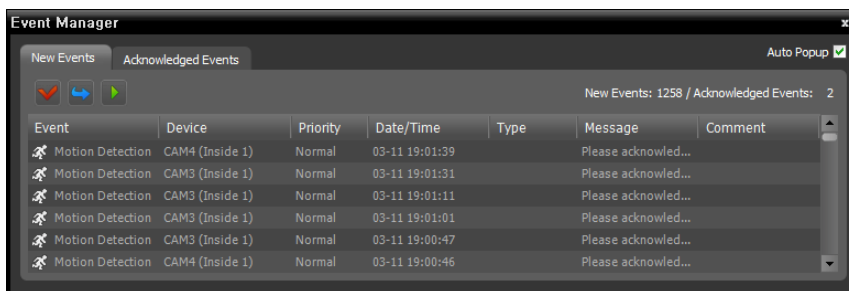 Event Manager x
New Events Acknowledged Events Auto Popup
New Events: 1258 / Acknowledged Events: 2
Event Device Priority Date/Time Type Message Comment
Motion Detection CAM4 (Inside 1) Normal 03-11 19:01:39 Please acknowled...
Motion Detection CAM3 (Inside 1) Normal 03-11 19:01:31 Please acknowled...
Motion Detection CAM3 (Inside 1) Normal 03-11 19:01:11 Please acknowled...
Motion Detection CAM3 (Inside 1) Normal 03-11 19:01:01 Please acknowled...
Motion Detection CAM3 (Inside 1) Normal 03-11 19:00:47 Please acknowled...
Motion Detection CAM4 (Inside 1) Normal 03-11 19:00:46 Please acknowled...